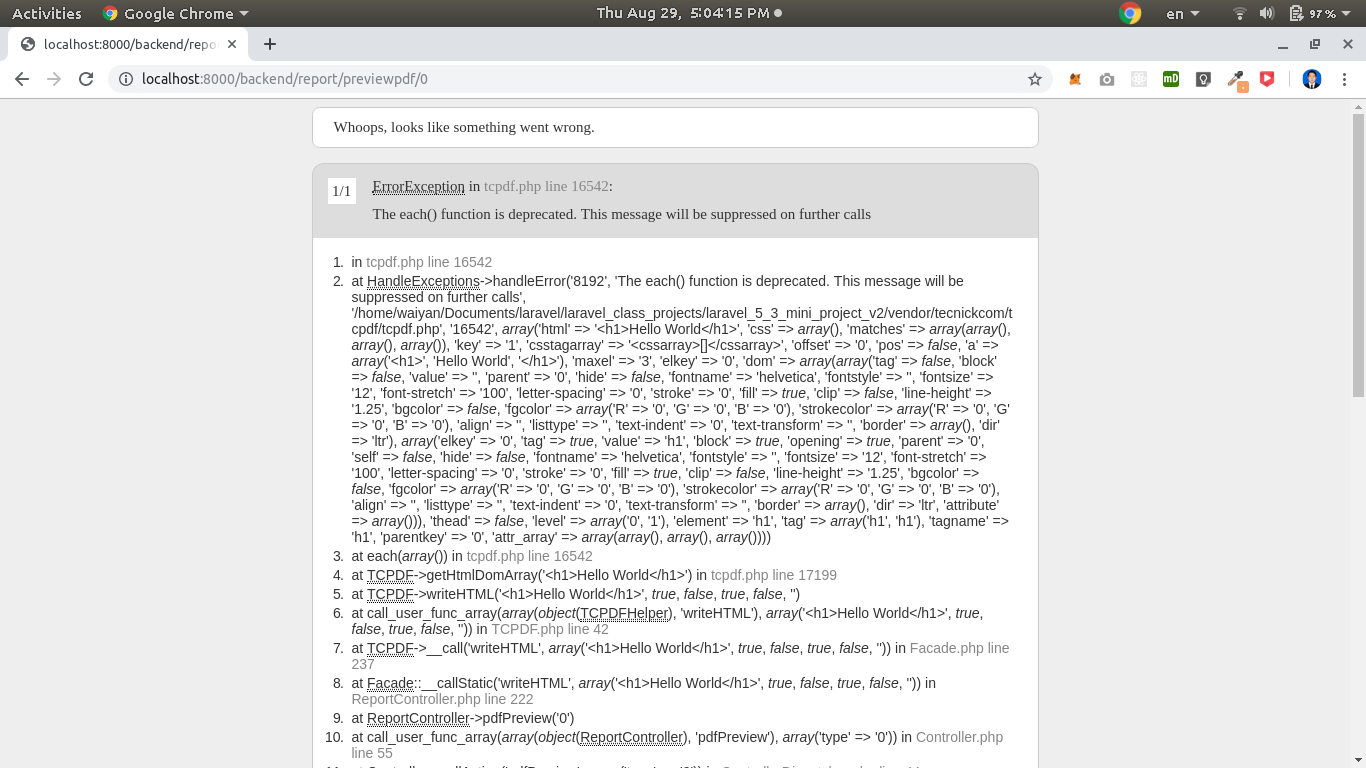 Activities Google Chrome Thu Aug 29, 5:04:15 PM en 97 %
localhost:8000/backend/repo
localhost:8000/backend/report/previewpdf/0
mD
Whoops, looks like something went wrong.
1/1 ErrorException in tcpdf.php line 16542:
The each() function is deprecated. This message will be suppressed on further calls
1. in tcpdf.php line 16542
2. at HandleExceptions->handleError('8192', 'The each() function is deprecated. This message will be
suppressed on further calls',
'/home/waiyan/Documents/laravel/laravel_class_projects/laravel_5_3_mini_project_v2/vendor/tecnickcom/t
cpdf/tcpdf.php', '16542', array('html' => '<h1>Hello World</h1>', 'css' => array(), 'matches' => array(array(),
array(), array()), 'key' => '1', 'csstagarray' => '<cssarray>[]</cssarray>', 'offset' => '0', 'pos' => false, 'a' =>
array('<h1>', 'Hello World', '</h1>'), 'maxel' => '3', 'elkey' => '0', 'dom' => array(array('tag' => false, 'block'
=> false, 'value' => '', 'parent' => '0', 'hide' => false, 'fontname' => 'helvetica', 'fontstyle' => '', 'fontsize' =>
'12', 'font-stretch' => '100', 'letter-spacing' => '0', 'stroke' => '0', 'fill' => true, 'clip' => false, 'line-height' =>
'1.25', 'bgcolor' => false, 'fgcolor' => array('R' => '0', 'G' => '0', 'B' => '0'), 'strokecolor' => array('R' => '0', 'G'
=> '0', 'B' => '0'), 'align' => '', 'listtype' => '', 'text-indent' => '0', 'text-transform' => '', 'border' => array(), 'dir'
=> 'ltr'), array('elkey' => '0', 'tag' => true, 'value' => 'h1', 'block' => true, 'opening' => true, 'parent' => '0',
'self' => false, 'hide' => false, 'fontname' => 'helvetica', 'fontstyle' => '', 'fontsize' => '12', 'font-stretch' =>
'100', 'letter-spacing' => '0', 'stroke' => '0', 'fill' => true, 'clip' => false, 'line-height' => '1.25', 'bgcolor' =>
false, 'fgcolor' => array('R' => '0', 'G' => '0', 'B' => '0'), 'strokecolor' => array('R' => '0', 'G' => '0', 'B' => '0'),
'align' => '', 'listtype' => '', 'text-indent' => '0', 'text-transform' => '', 'border' => array(), 'dir' => 'ltr', 'attribute'
=> array())), 'thead' => false, 'level' => array('0', '1'), 'element' => 'h1', 'tag' => array('h1', 'h1'), 'tagname' =>
'h1', 'parentkey' => '0', 'attr_array' => array(array(), array(), array())))
3. at each(array()) in tcpdf.php line 16542
4. at TCPDF->getHtmlDomArray('<h1>Hello World</h1>') in tcpdf.php line 17199
5. at TCPDF->writeHTML('<h1>Hello World</h1>', true, false, true, false, '')
6. at call_user_func_array(array(object(TCPDFHelper), 'writeHTML'), array('<h1>Hello World</h1>', true,
false, true, false, '')) in TCPDF.php line 42
7. at TCPDF->__call('writeHTML', array('<h1>Hello World</h1>', true, false, true, false, '')) in Facade.php line
237
8. at Facade::__callStatic('writeHTML', array('<h1>Hello World</h1>', true, false, true, false, '')) in
ReportController.php line 222
9. at ReportController->pdfPreview('0')
10. at call_user_func_array(array(object(ReportController), 'pdfPreview'), array('type' => '0')) in Controller.php
line 55